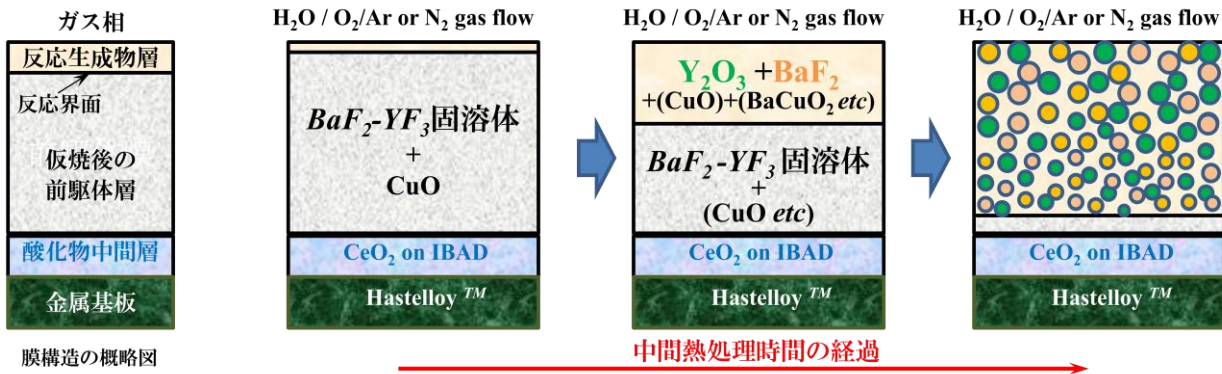 ガス相
反応生成物層
反応界面
仮焼後の
前駆体層
酸化物中間層
金属基板
膜構造の概略図
H₂O / O₂/Ar or N₂ gas flow
BaF₂-YF₃固溶体
+
CuO
CeO₂ on IBAD
Hastelloy ™
H₂O / O₂/Ar or N₂ gas flow
Y₂O₃ +BaF₂
+(CuO)+(BaCuO₂ etc)
BaF₂-YF₃ 固溶体
+
(CuO etc)
CeO₂ on IBAD
Hastelloy ™
H₂O / O₂/Ar or N₂ gas flow
CeO₂ on IBAD
Hastelloy ™
中間熱処理時間の経過